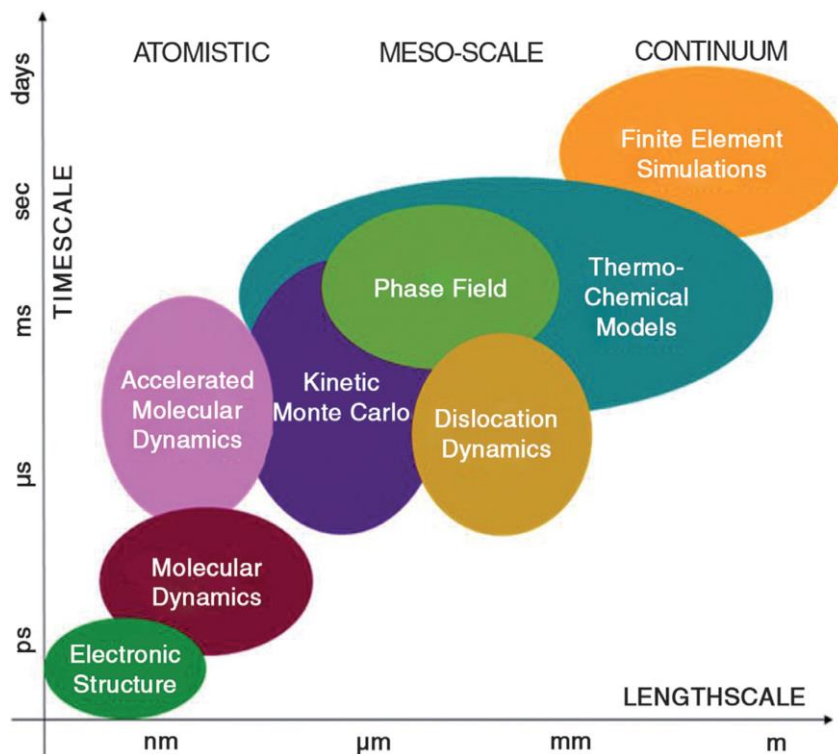 ATOMISTIC
MESO-SCALE
CONTINUUM
days
sec
ms
µs
ps
TIMESCALE
Finite Element
Simulations
Phase Field
Thermo-
Chemical
Models
Accelerated
Molecular
Dynamics
Kinetic
Monte Carlo
Dislocation
Dynamics
Molecular
Dynamics
Electronic
Structure
LENGTHSCALE
nm
µm
mm
m